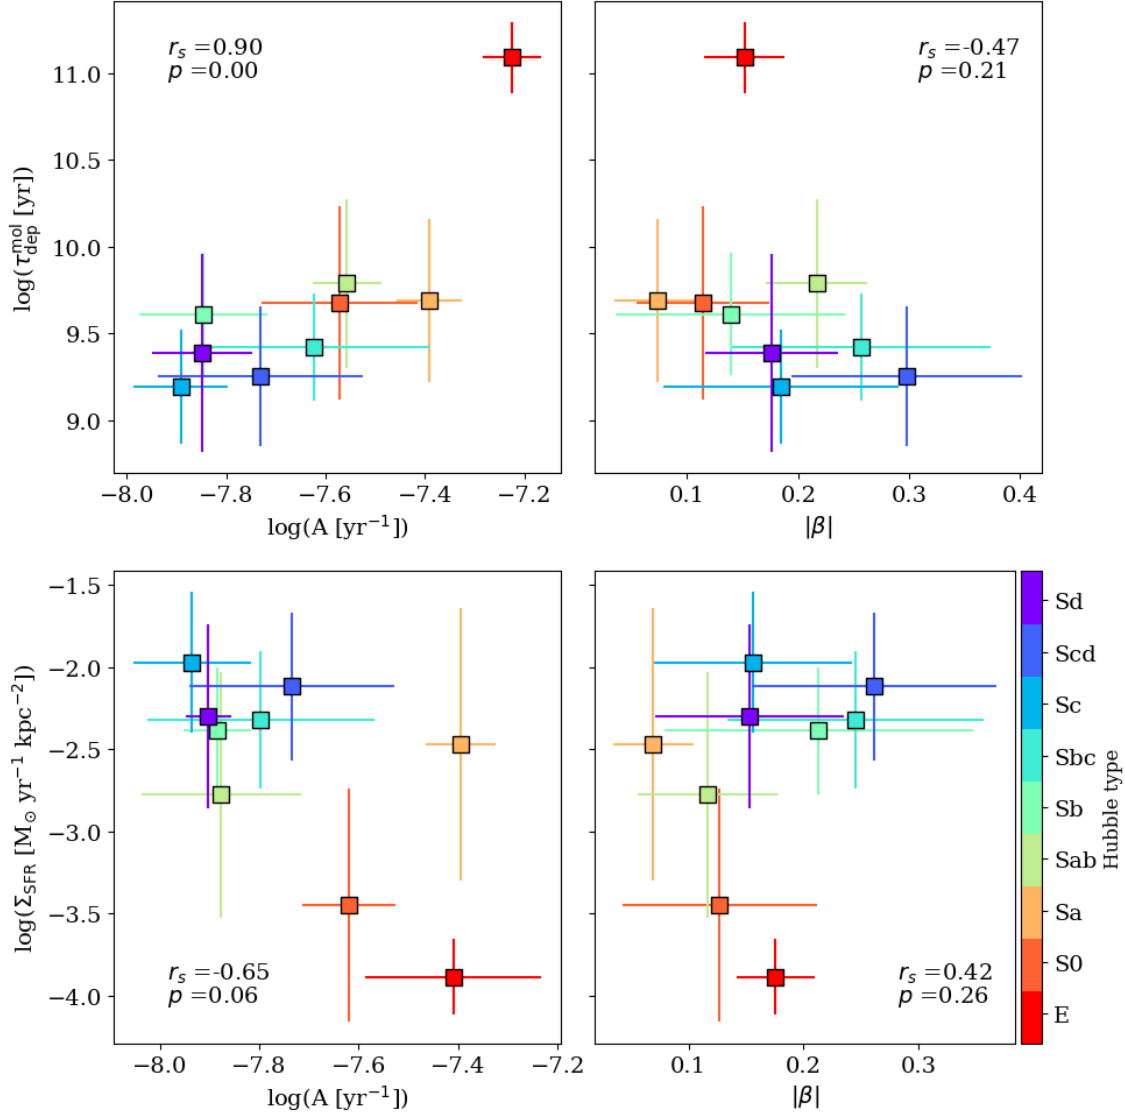 r_s =0.90
p =0.00
r_s =-0.47
p =0.21
11.0
10.5
10.0
9.5
9.0
log(τ_dep^mol [yr])
−8.0 −7.8 −7.6 −7.4 −7.2
0.1 0.2 0.3 0.4
log(A [yr⁻¹])
|β|
−1.5
−2.0
−2.5
−3.0
−3.5
−4.0
log(Σ_SFR [M_⊙ yr⁻¹ kpc⁻²])
r_s =-0.65
p =0.06
r_s =0.42
p =0.26
Sd
Scd
Sc
Sbc
Sb
Sab
Sa
S0
E
Hubble type
−8.0 −7.8 −7.6 −7.4 −7.2
0.1 0.2 0.3
log(A [yr⁻¹])
|β|